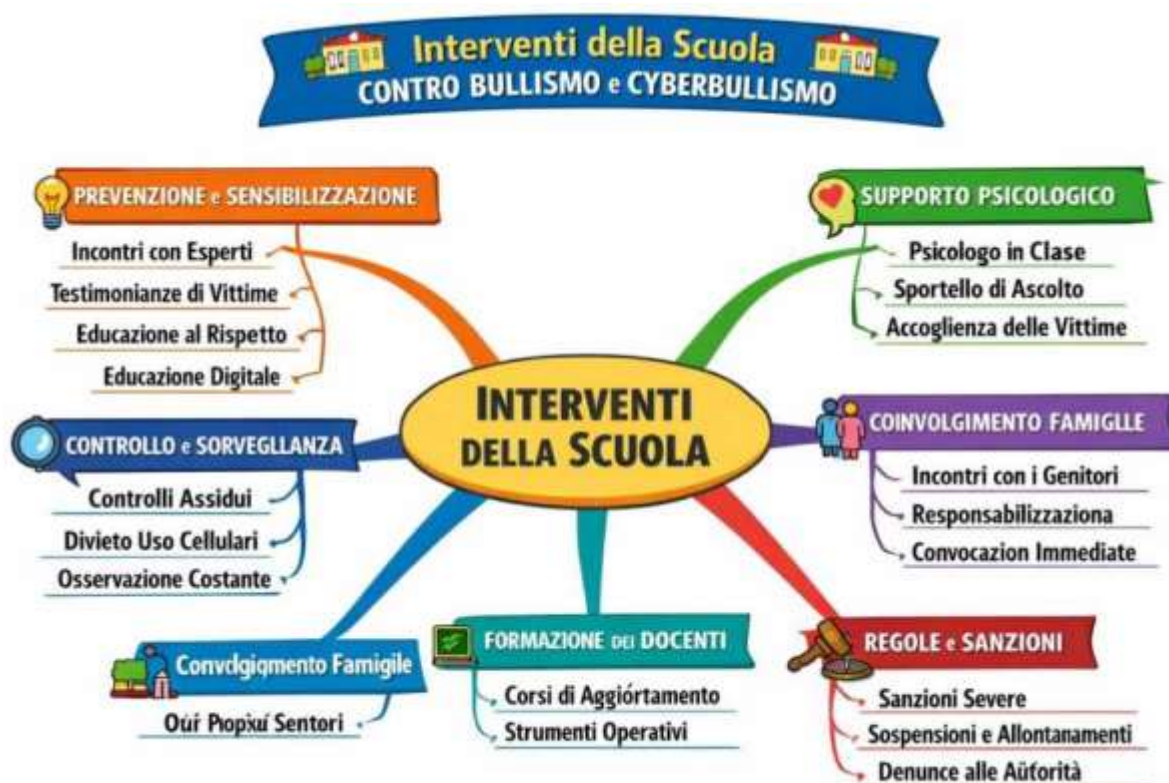 Interventi della Scuola
CONTRO BULLISMO e CYBERBULLISMO
PREVENZIONE e SENSIBILIZZAZIONE
Incontri con Esperti
Testimonianze di Vittime
Educazione al Rispetto
Educazione Digitale
SUPPORTO PSICOLOGICO
Psicologo in Clase
Sportello di Ascolto
Accoglienza delle Vittime
INTERVENTI
DELLA SCUOLA
CONTROLLO e SORVEGLLANZA
Controlli Assidui
Divieto Uso Cellulari
Osservazione Costante
COINVOLGIMENTO FAMIGLLE
Incontri con i Genitori
Responsabilizzaziona
Convocazion Immediate
Convdgigmento Famigile
Sentori
FORMAZIONE DEI DOCENTI
Corsi di Aggiórtamento
Strumenti Operativi
REGOLE e SANZIONI
Sanzioni Severe
Sospensioni e Allontanamenti
Denunce alle Aűforità